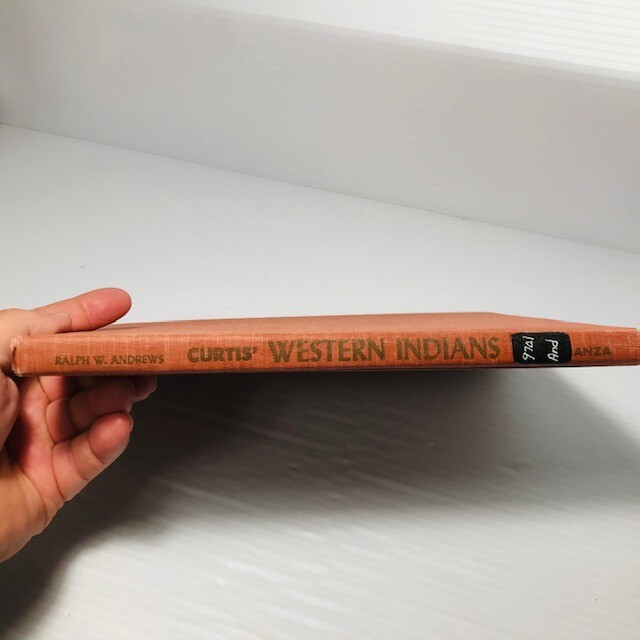 RALPH W. ANDREWS CURTIS' WESTERN INDIANS ANZA
970.1
And